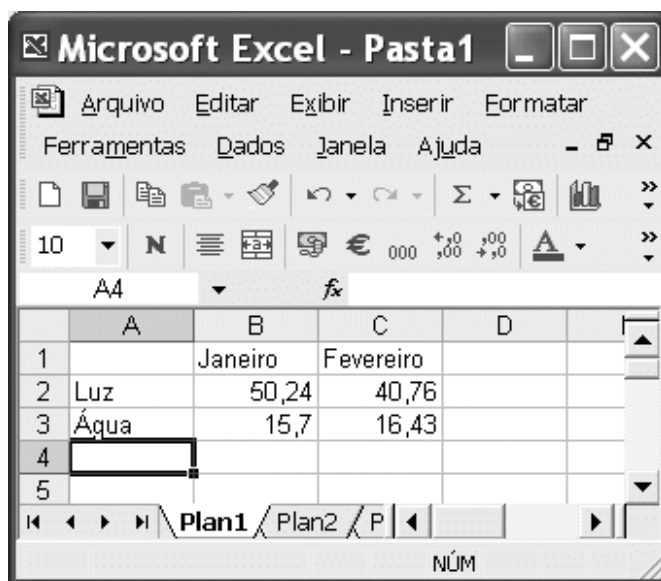 Microsoft Excel - Pasta1
Arquivo Editar Exibir Inserir Formatar
Ferramentas Dados Janela Ajuda
10 N € 000 ,00 ,00 A
A4 fx
A B C D
1 Janeiro Fevereiro
2 Luz 50,24 40,76
3 Água 15,7 16,43
4
5
Plan1 Plan2 P
NÚM